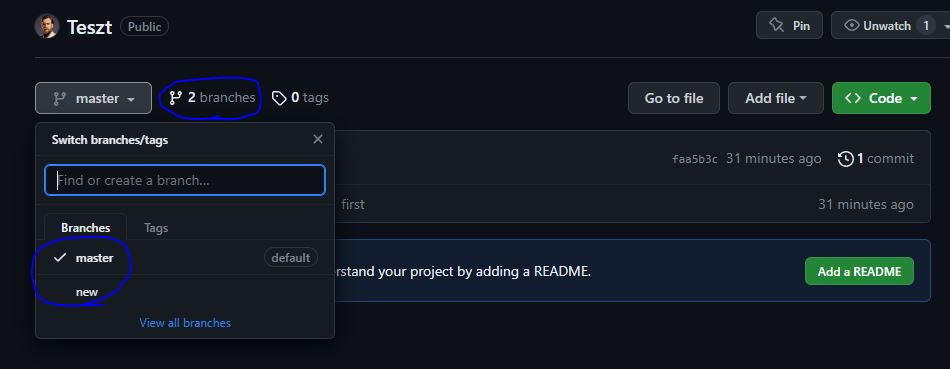 Teszt Public Pin Unwatch 1
master 2 branches 0 tags Go to file Add file Code
Switch branches/tags
faa5b3c 31 minutes ago 1 commit
Find or create a branch...
first 31 minutes ago
Branches Tags
master default
rstand your project by adding a README. Add a README
new
View all branches